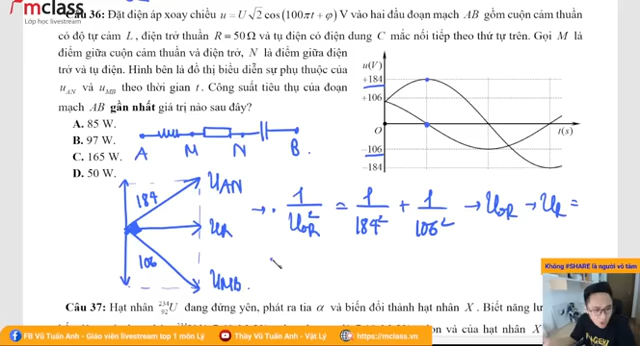 mclass
Lớp học livestream
Câu 36: Đặt điện áp xoay chiều u = U√2 cos(100πt + φ) V vào hai đầu đoạn mạch AB gồm cuộn cảm thuần
có độ tự cảm L, điện trở thuần R = 50Ω và tụ điện có điện dung C mắc nối tiếp theo thứ tự trên. Gọi M là
điểm giữa cuộn cảm thuần và điện trở, N là điểm giữa điện
trở và tụ điện. Hình bên là đồ thị biểu diễn sự phụ thuộc của
u_AN và u_MB theo thời gian t. Công suất tiêu thụ của đoạn
mạch AB gần nhất giá trị nào sau đây?
A. 85 W.
B. 97 W.
C. 165 W.
D. 50 W.
u(V)
+184
+106
O
t(s)
−106
−184
A M N B
184
106
U_AN
U_R
U_MB
→ · 1/U₀R² = 1/184² + 1/106² → U₀R → U_R =
Không #SHARE là người vô tâm
Câu 37: Hạt nhân ²³⁴₉₂U đang đứng yên, phát ra tia α và biến đổi thành hạt nhân X. Biết năng
và của hạt nhân X
FB Vũ Tuấn Anh - Giáo viên livestream top 1 môn Lý
Thầy Vũ Tuấn Anh - Vật Lý
https://mclass.vn